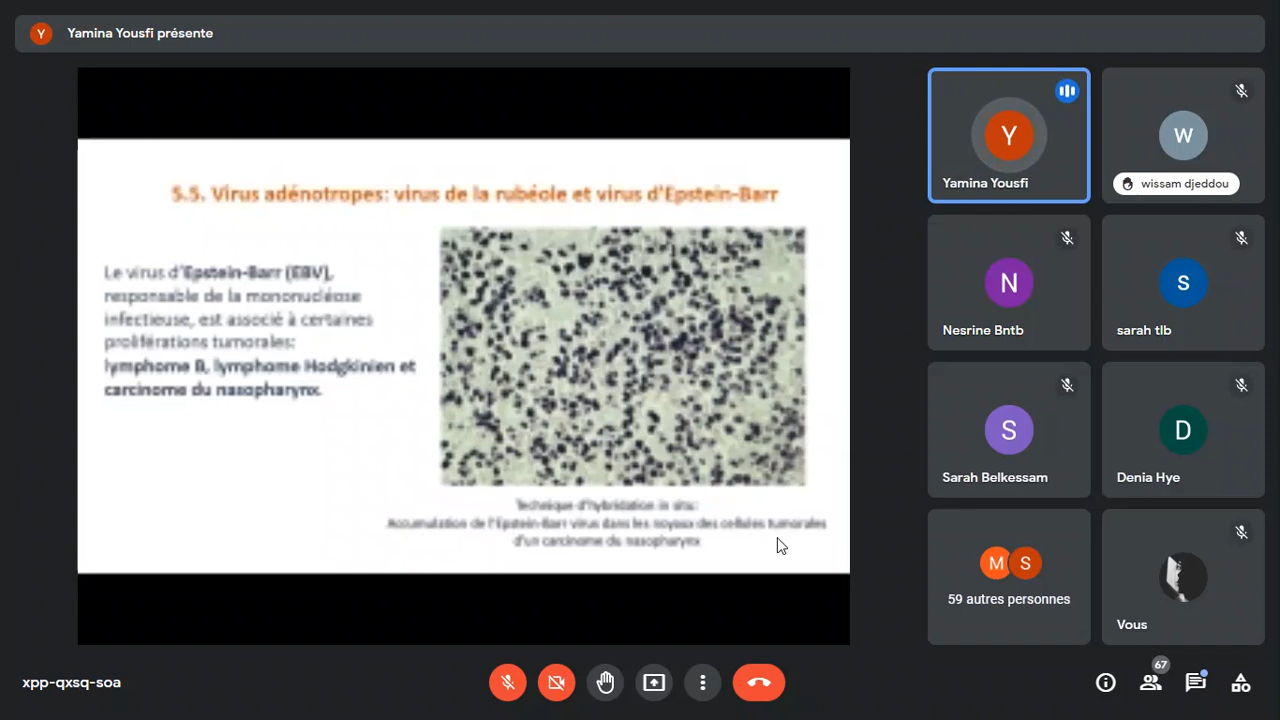 Y
Yamina Yousfi présente
5.5. Virus adénotropes: virus de la rubéole et virus d'Epstein-Barr
Le virus d'Epstein-Barr (EBV),
responsable de la mononucléose
infectieuse, est associé à certaines
proliférations tumorales:
lymphome B, lymphome Hodgkinien et
carcinome du nasopharynx.
Technique d'hybridation in situ:
Accumulation de l'Epstein-Barr virus dans les noyaux des cellules tumorales
d'un carcinome du nasopharynx
Y
Yamina Yousfi
W
wissam djeddou
N
Nesrine Bntb
s
sarah tlb
S
Sarah Belkessam
D
Denia Hye
M S
59 autres personnes
Vous
xpp-qxsq-soa
67